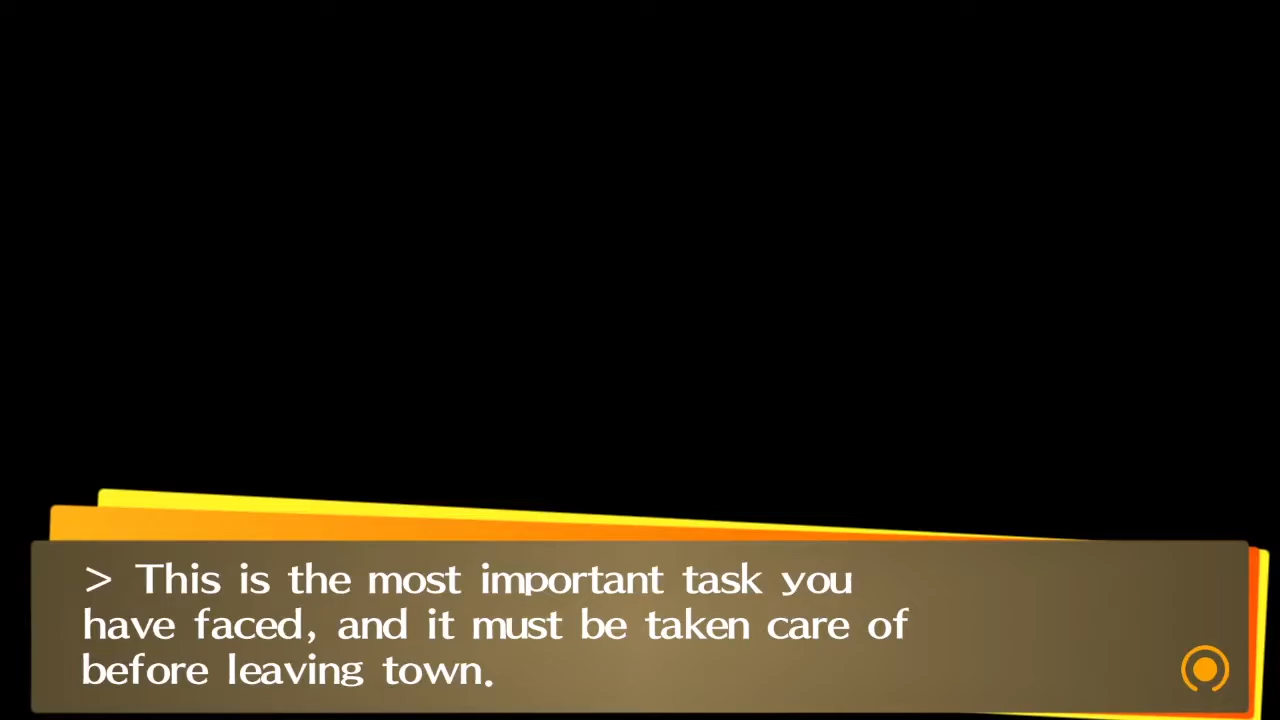 > This is the most important task you
have faced, and it must be taken care of
before leaving town.